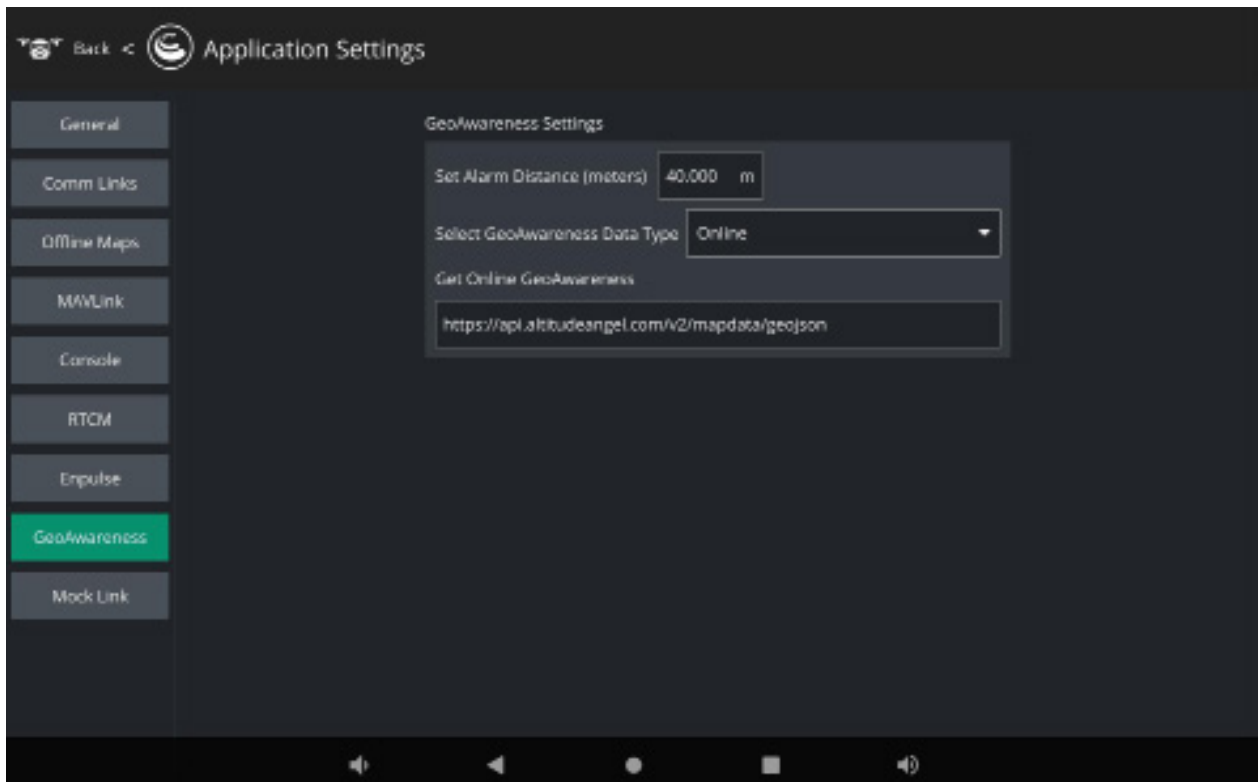 Back < Application Settings
General
Comm Links
Offline Maps
MAVLink
Console
RTCM
Enpulse
GeoAwareness
Mock Link
GeoAwareness Settings
Set Alarm Distance (meters) 40.000 m
Select GeoAwareness Data Type Online
Get Online GeoAwareness
https://api.altitudeangel.com/v2/mapdata/geojson